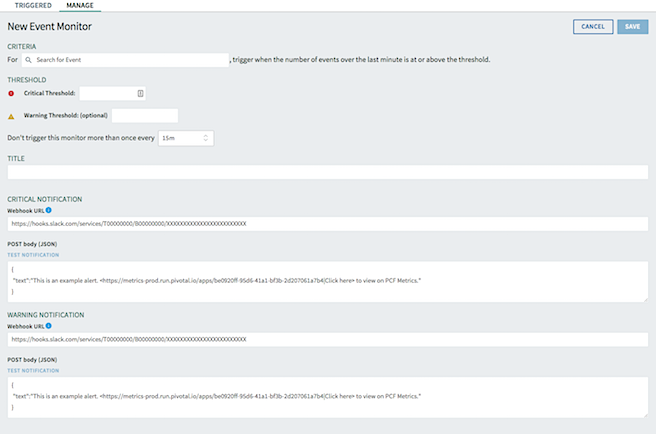 TRIGGERED MANAGE
New Event Monitor CANCEL SAVE
CRITERIA
For Search for Event , trigger when the number of events over the last minute is at or above the threshold.
THRESHOLD
Critical Threshold:
Warning Threshold: (optional)
Don't trigger this monitor more than once every 15m
TITLE
CRITICAL NOTIFICATION
Webhook URL
https://hooks.slack.com/services/T00000000/B00000000/XXXXXXXXXXXXXXXXXXXXXXXX
POST body (JSON)
TEST NOTIFICATION
{
"text":"This is an example alert. <https://metrics-prod.run.pivotal.io/apps/be0920ff-95d6-41a1-bf3b-2d207061a7b4|Click here> to view on PCF Metrics."
}
WARNING NOTIFICATION
Webhook URL
https://hooks.slack.com/services/T00000000/B00000000/XXXXXXXXXXXXXXXXXXXXXXXX
POST body (JSON)
TEST NOTIFICATION
{
"text":"This is an example alert. <https://metrics-prod.run.pivotal.io/apps/be0920ff-95d6-41a1-bf3b-2d207061a7b4|Click here> to view on PCF Metrics."
}